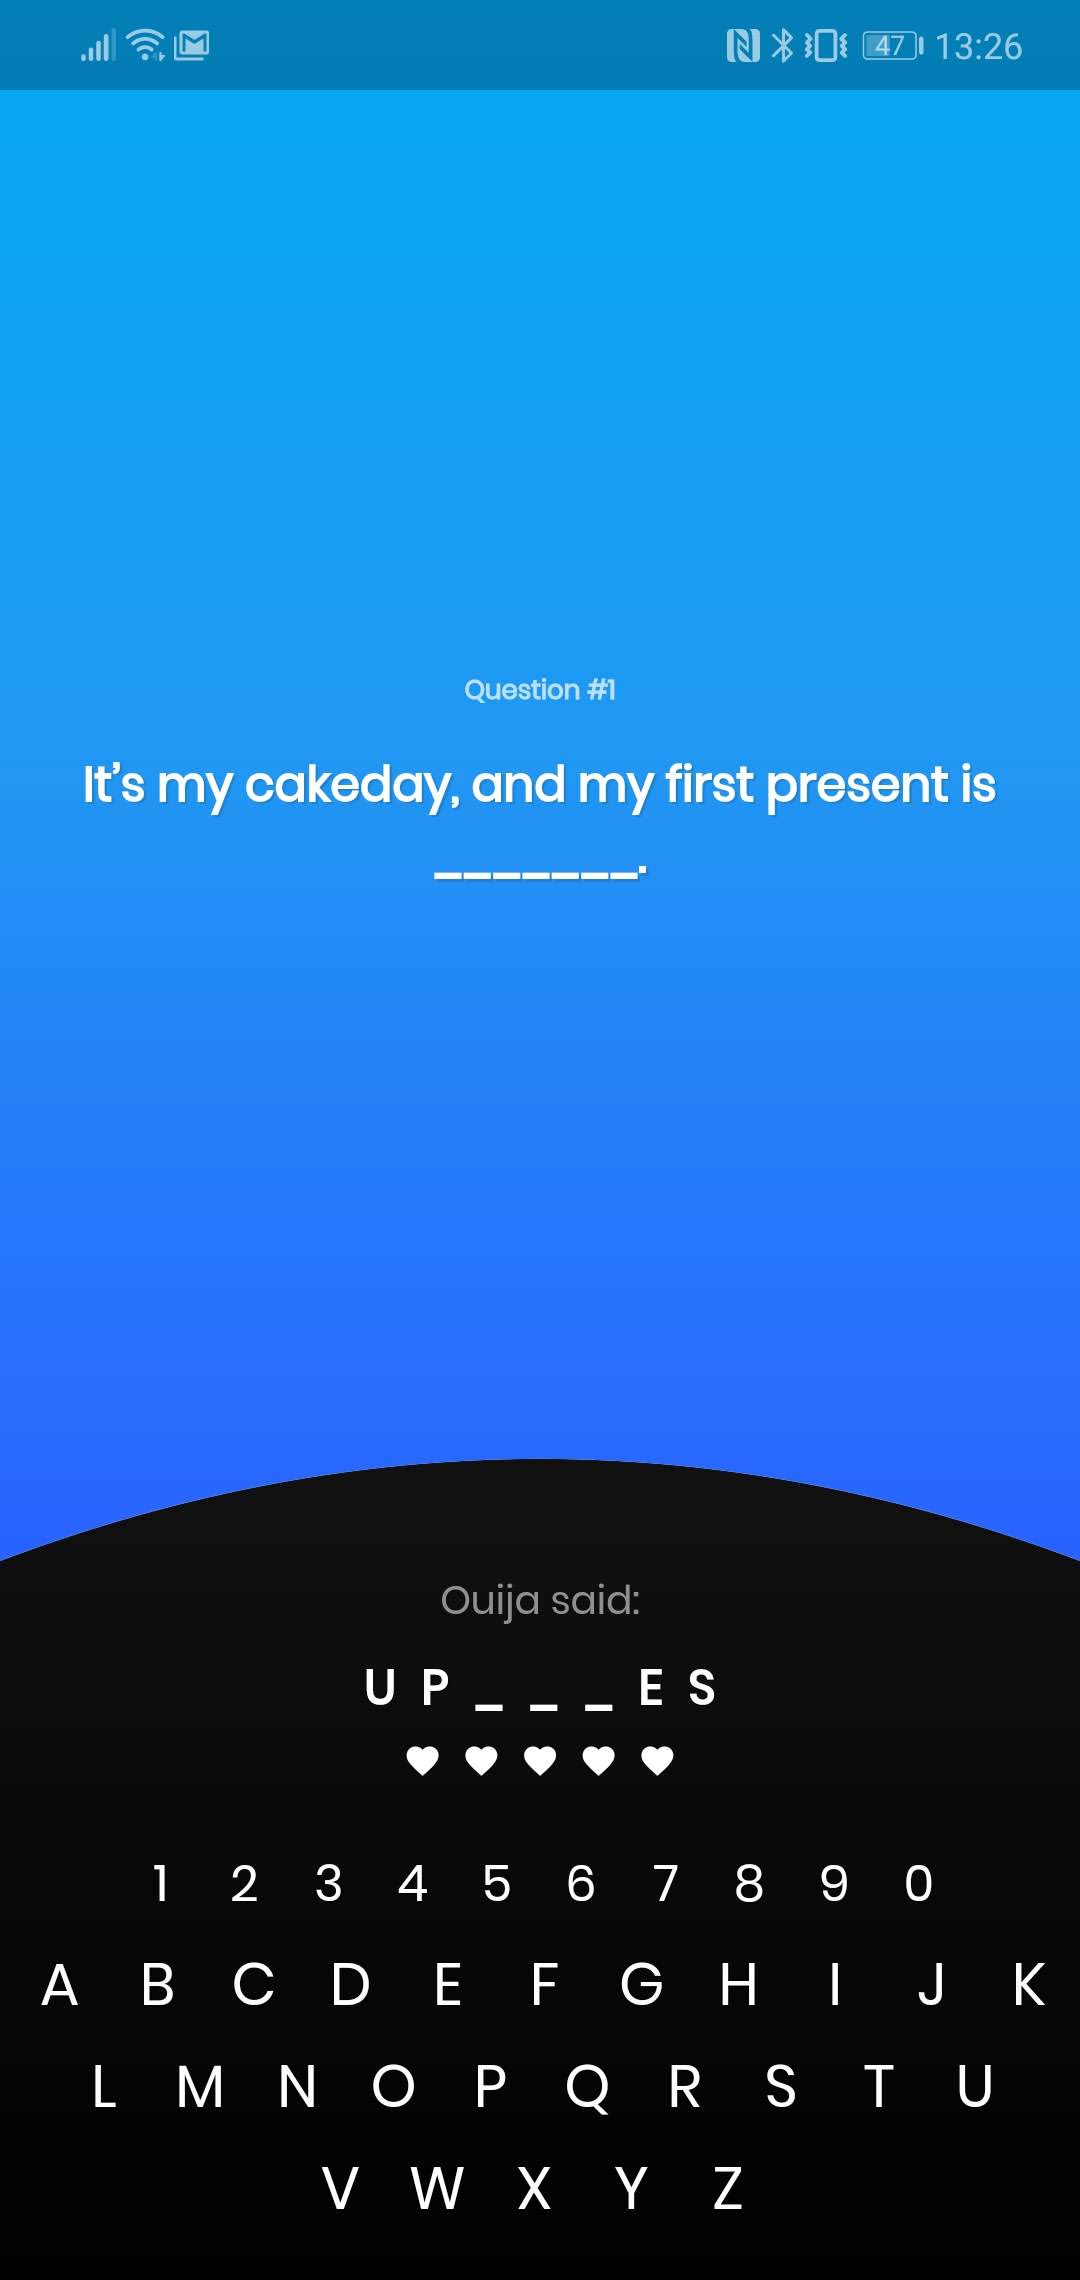 47 13:26
Question #1
It’s my cakeday, and my first present is
_______.
Ouija said:
U P _ _ _ E S
1 2 3 4 5 6 7 8 9 0
A B C D E F G H I J K
L M N O P Q R S T U
V W X Y Z